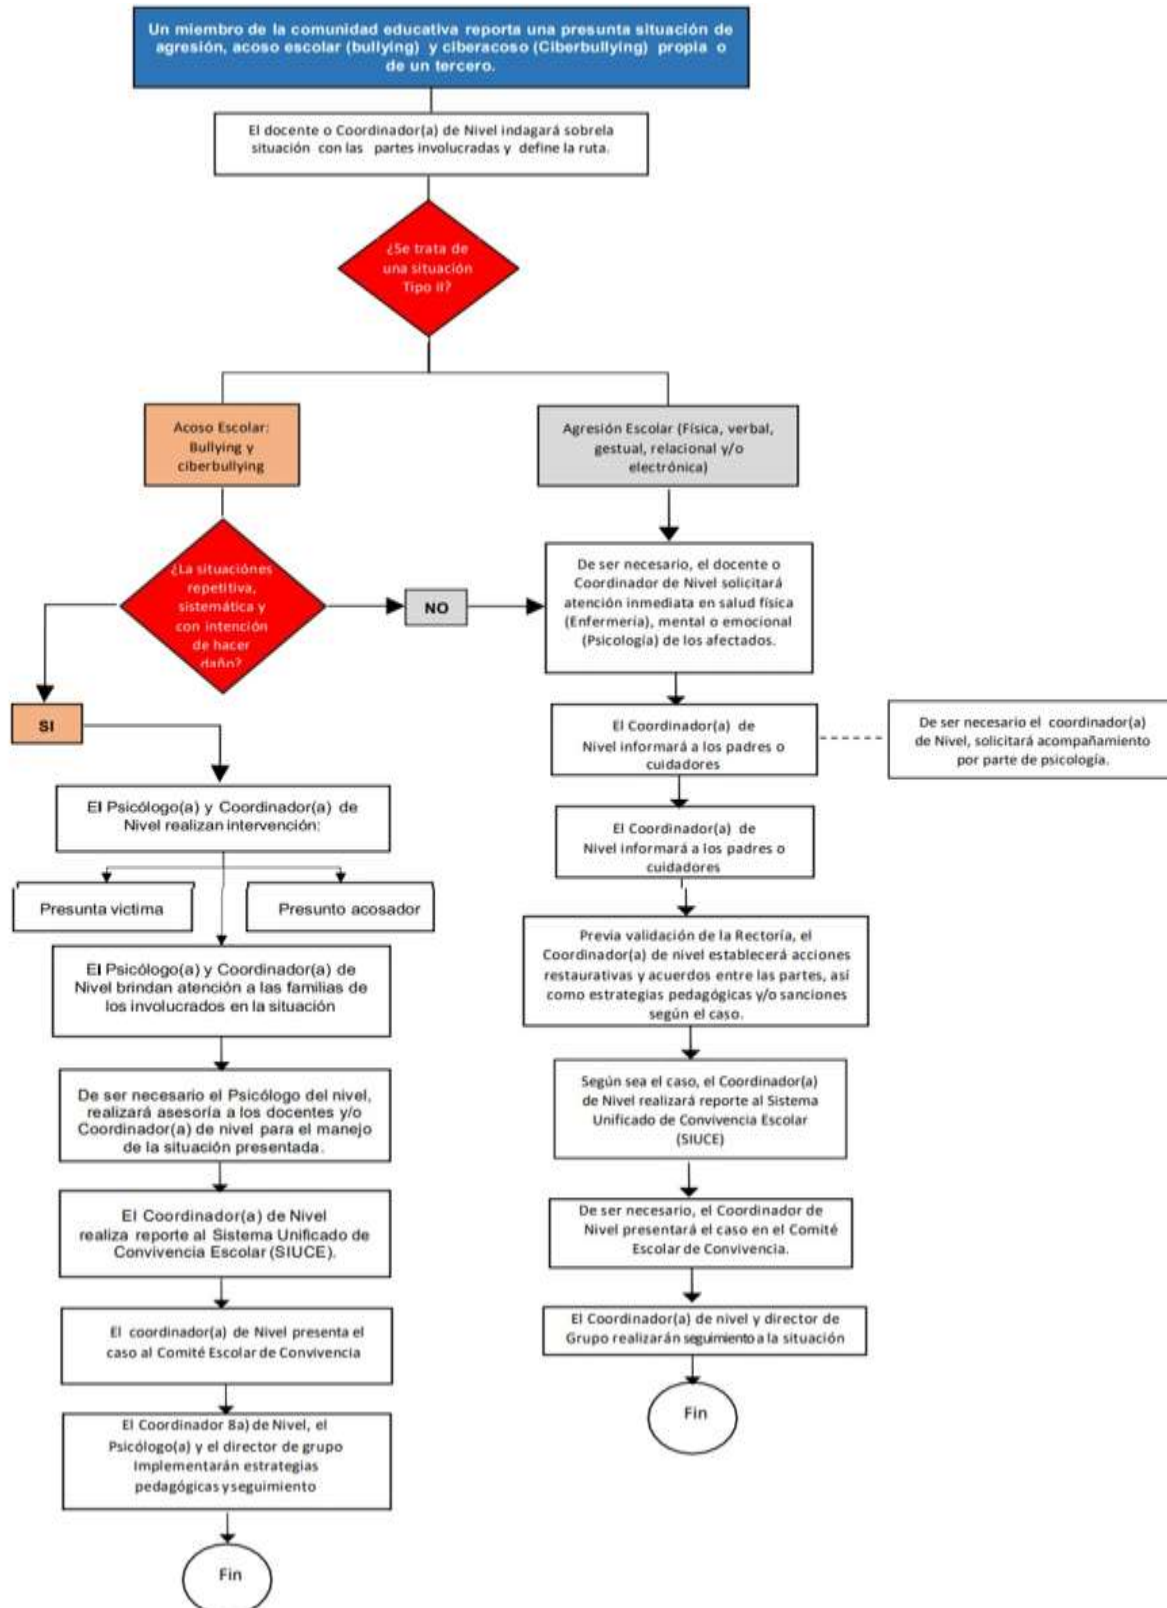 Un miembro de la comunidad educativa reporta una presunta situación de
agresión, acoso escolar (bullying) y ciberacoso (Ciberbullying) propia o
de un tercero.
El docente o Coordinador(a) de Nivel indagará sobrela
situación con las partes involucradas y define la ruta.
¿Se trata de
una situación
Tipo II?
Acoso Escolar:
Bullying y
ciberbullying
Agresión Escolar (Física, verbal,
gestual, relacional y/o
electrónica)
¿La situaciónes
repetitiva,
sistemática y
con intención
de hacer
daño?
NO
SI
De ser necesario, el docente o
Coordinador de Nivel solicitará
atención inmediata en salud física
(Enfermería), mental o emocional
(Psicología) de los afectados.
El Coordinador(a) de
Nivel informará a los padres o
cuidadores
De ser necesario el coordinador(a)
de Nivel, solicitará acompañamiento
por parte de psicología.
El Psicólogo(a) y Coordinador(a) de
Nivel realizan intervención:
Presunta victima
Presunto acosador
El Psicólogo(a) y Coordinador(a) de
Nivel brindan atención a las familias de
los involucrados en la situación
De ser necesario el Psicólogo del nivel,
realizará asesoría a los docentes y/o
Coordinador(a) de nivel para el manejo
de la situación presentada.
El Coordinador(a) de Nivel
realiza reporte al Sistema Unificado de
Convivencia Escolar (SIUCE).
El coordinador(a) de Nivel presenta el
caso al Comité Escolar de Convivencia
El Coordinador 8a) de Nivel, el
Psicólogo(a) y el director de grupo
Implementarán estrategias
pedagógicas y seguimiento
Fin
El Coordinador(a) de
Nivel informará a los padres o
cuidadores
Previa validación de la Rectoría, el
Coordinador(a) de nivel establecerá acciones
restaurativas y acuerdos entre las partes, así
como estrategias pedagógicas y/o sanciones
según el caso.
Según sea el caso, el Coordinador(a)
de Nivel realizará reporte al Sistema
Unificado de Convivencia Escolar
(SIUCE)
De ser necesario, el Coordinador de
Nivel presentará el caso en el Comité
Escolar de Convivencia.
El Coordinador(a) de nivel y director de
Grupo realizarán seguimiento a la situación
Fin